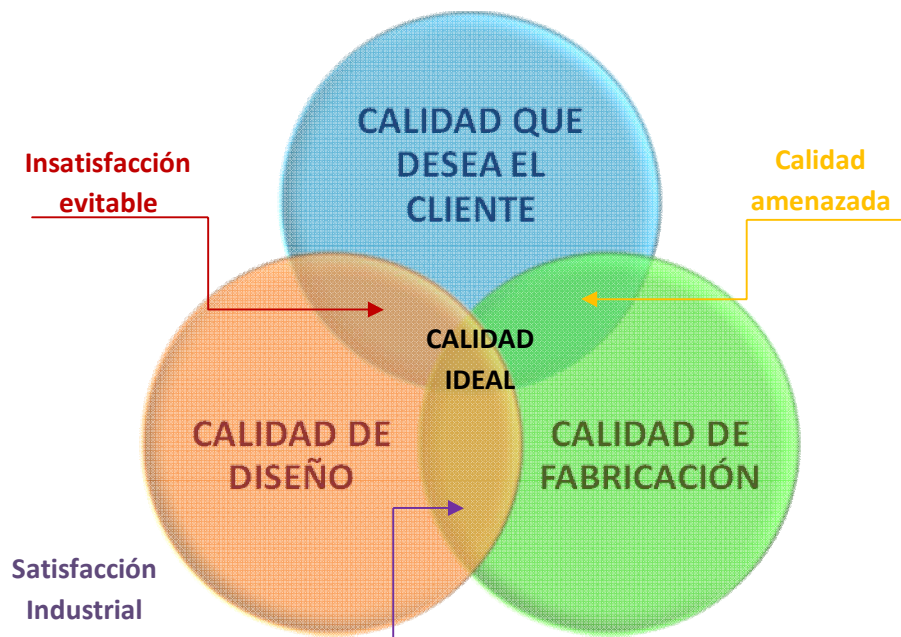 CALIDAD QUE
DESEA EL
CLIENTE
Insatisfacción
evitable
Calidad
amenazada
CALIDAD
IDEAL
CALIDAD DE
DISEÑO
CALIDAD DE
FABRICACIÓN
Satisfacción
Industrial